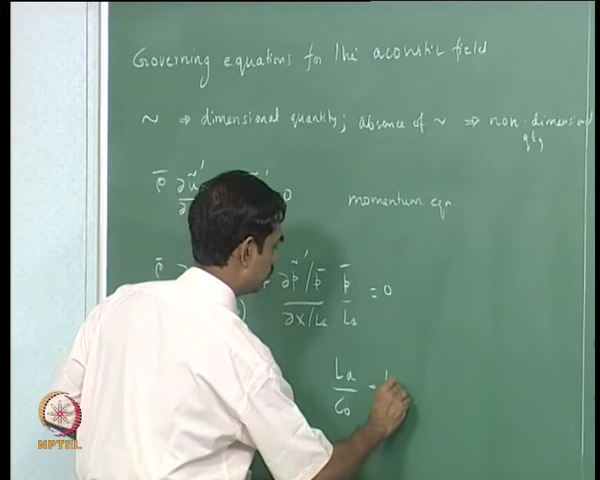 Governing equations for the acoustic field
~ ⇒ dimensional quantity; absence of ~ ⇒ non-dimensional
qty
ρ̄ ∂ũ' = 0 momentum eqn
ρ̄ ∂p̃'/p̄ p̄ = 0
∂x/La La
La =
C0
NPTEL